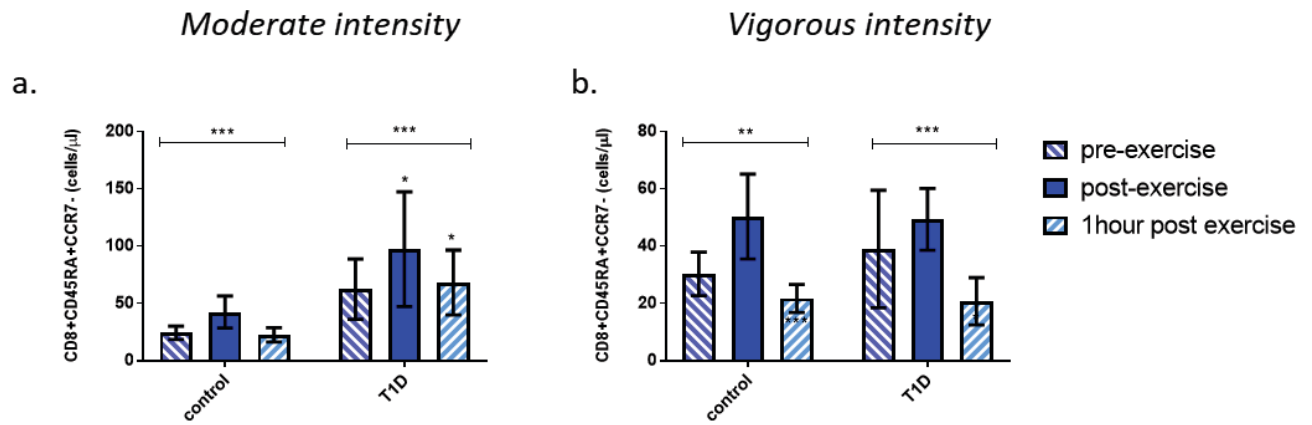 Moderate intensity
Vigorous intensity
a.
b.
CD8+CD45RA+CCR7- (cells/µl)
200
150
100
50
0
***
***
*
*
control
T1D
CD8+CD45RA+CCR7- (cells/µl)
80
60
40
20
0
**
***
***
*
control
T1D
pre-exercise
post-exercise
1hour post exercise